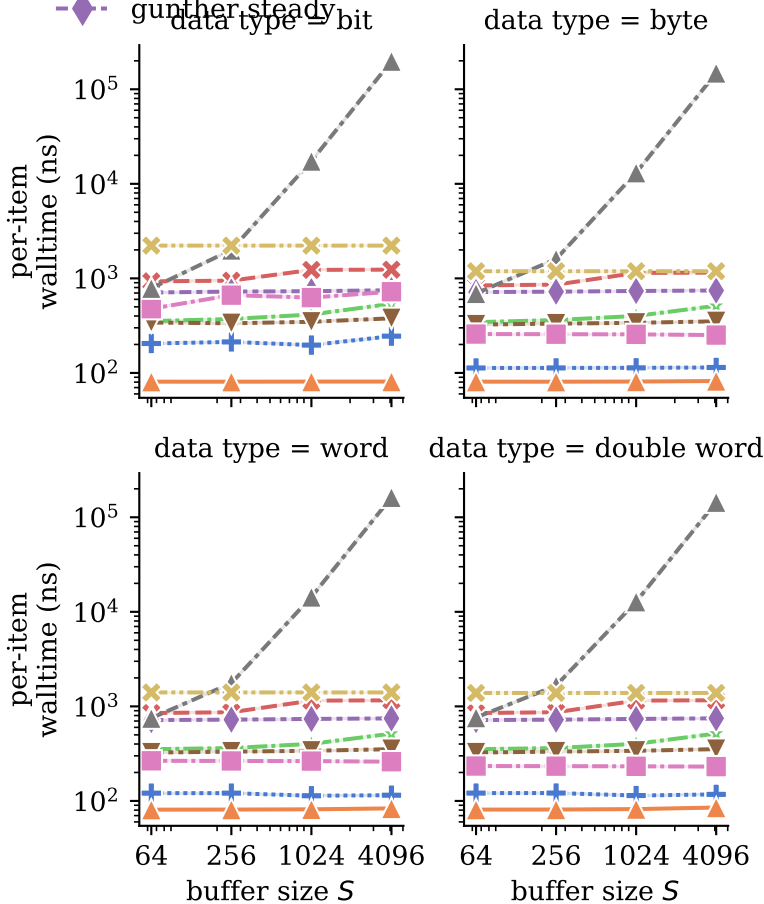 gunther steady
data type = bit
data type = byte
per-item
walltime (ns)
10⁵
10⁴
10³
10²
data type = word
data type = double word
per-item
walltime (ns)
10⁵
10⁴
10³
10²
64 256 1024 4096
64 256 1024 4096
buffer size S
buffer size S